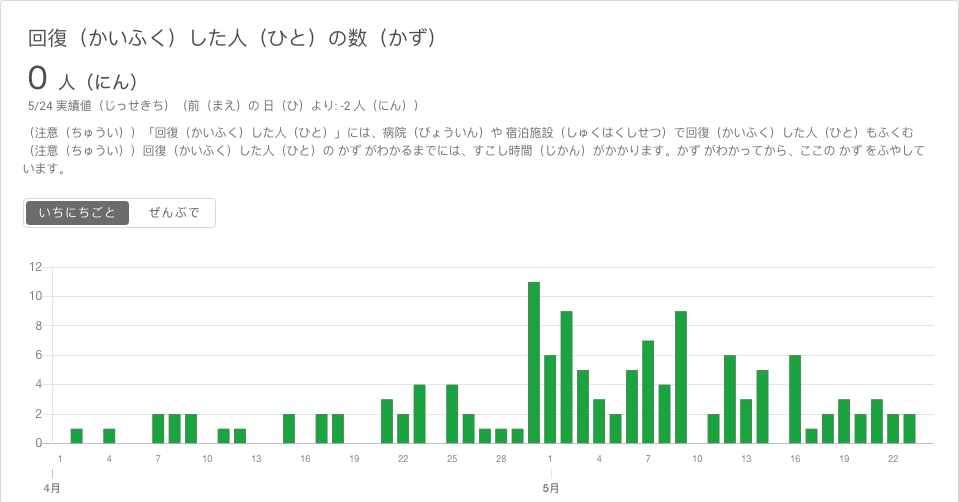 回復（かいふく）した人（ひと）の数（かず）
0 人（にん）
5/24 実績値（じっせきち）（前（まえ）の 日（ひ）より: -2 人（にん））
（注意（ちゅうい））「回復（かいふく）した人（ひと）」には、病院（びょういん）や 宿泊施設（しゅくはくしせつ）で回復（かいふく）した人（ひと）もふくむ
（注意（ちゅうい））回復（かいふく）した人（ひと）の かず がわかるまでには、すこし時間（じかん）がかかります。かず がわかってから、ここの かず をふやして
います。
いちにちごと ぜんぶで
12
10
8
6
4
2
0
1 4 7 10 13 15 19 22 25 28 1 4 7 10 13 16 19 22
4月 5月